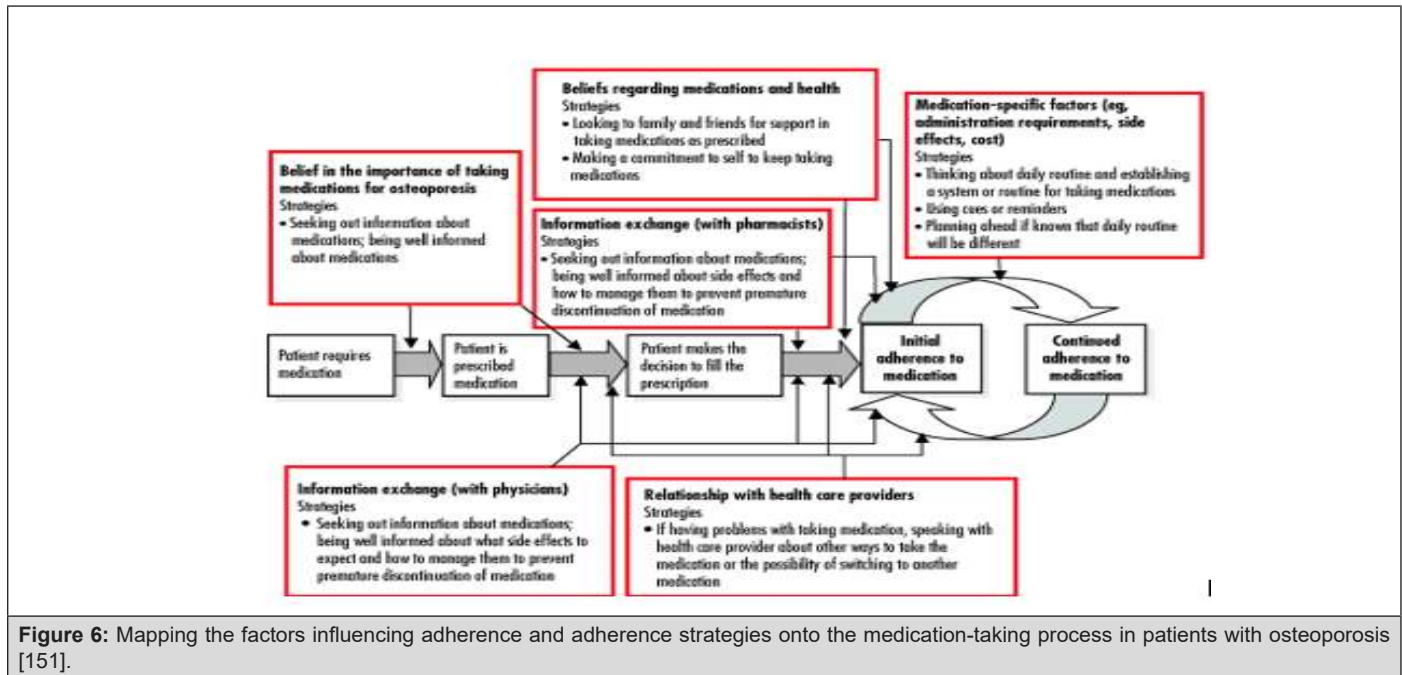 Beliefs regarding medications and health
Strategies
• Looking to family and friends for support in
taking medications as prescribed
• Making a commitment to self to keep taking
medications
Medication-specific factors (eg,
administration requirements, side
effects, cost)
Strategies
• Thinking about daily routine and establishing
a system or routine for taking medications
• Using cues or reminders
• Planning ahead if known that daily routine
will be different
Belief in the importance of taking
medications for osteoporosis
Strategies
• Seeking out information about
medications; being well informed
about medications
Information exchange (with pharmacists)
Strategies
• Seeking out information about medications;
being well informed about side effects and
how to manage them to prevent premature
discontinuation of medication
Patient requires
medication
Patient is
prescribed
medication
Patient makes the
decision to fill the
prescription
Initial
adherence to
medication
Continued
adherence to
medication
Information exchange (with physicians)
Strategies
• Seeking out information about medications;
being well informed about what side effects to
expect and how to manage them to prevent
premature discontinuation of medication
Relationship with health care providers
Strategies
• If having problems with taking medication, speaking with
health care provider about other ways to take the
medication or the possibility of switching to another
medication
Figure 6: Mapping the factors influencing adherence and adherence strategies onto the medication-taking process in patients with osteoporosis
[151].